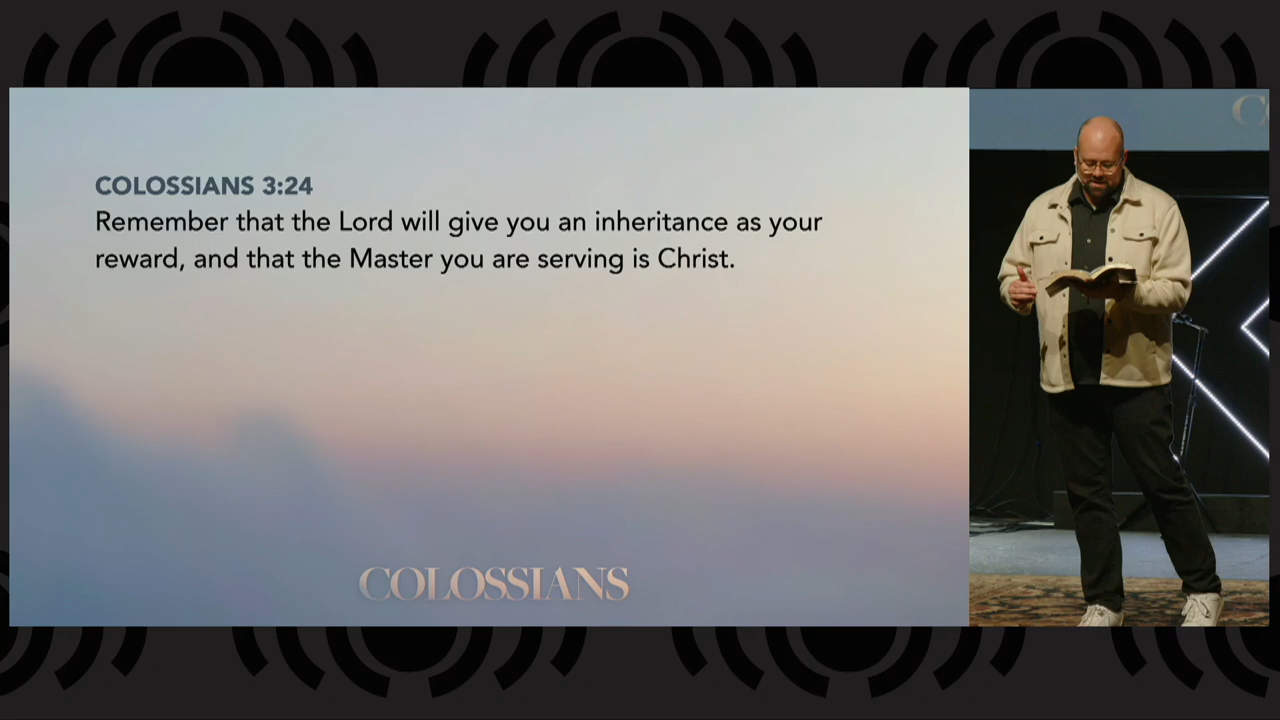 COLOSSIANS 3:24
Remember that the Lord will give you an inheritance as your
reward, and that the Master you are serving is Christ.
COLOSSIANS